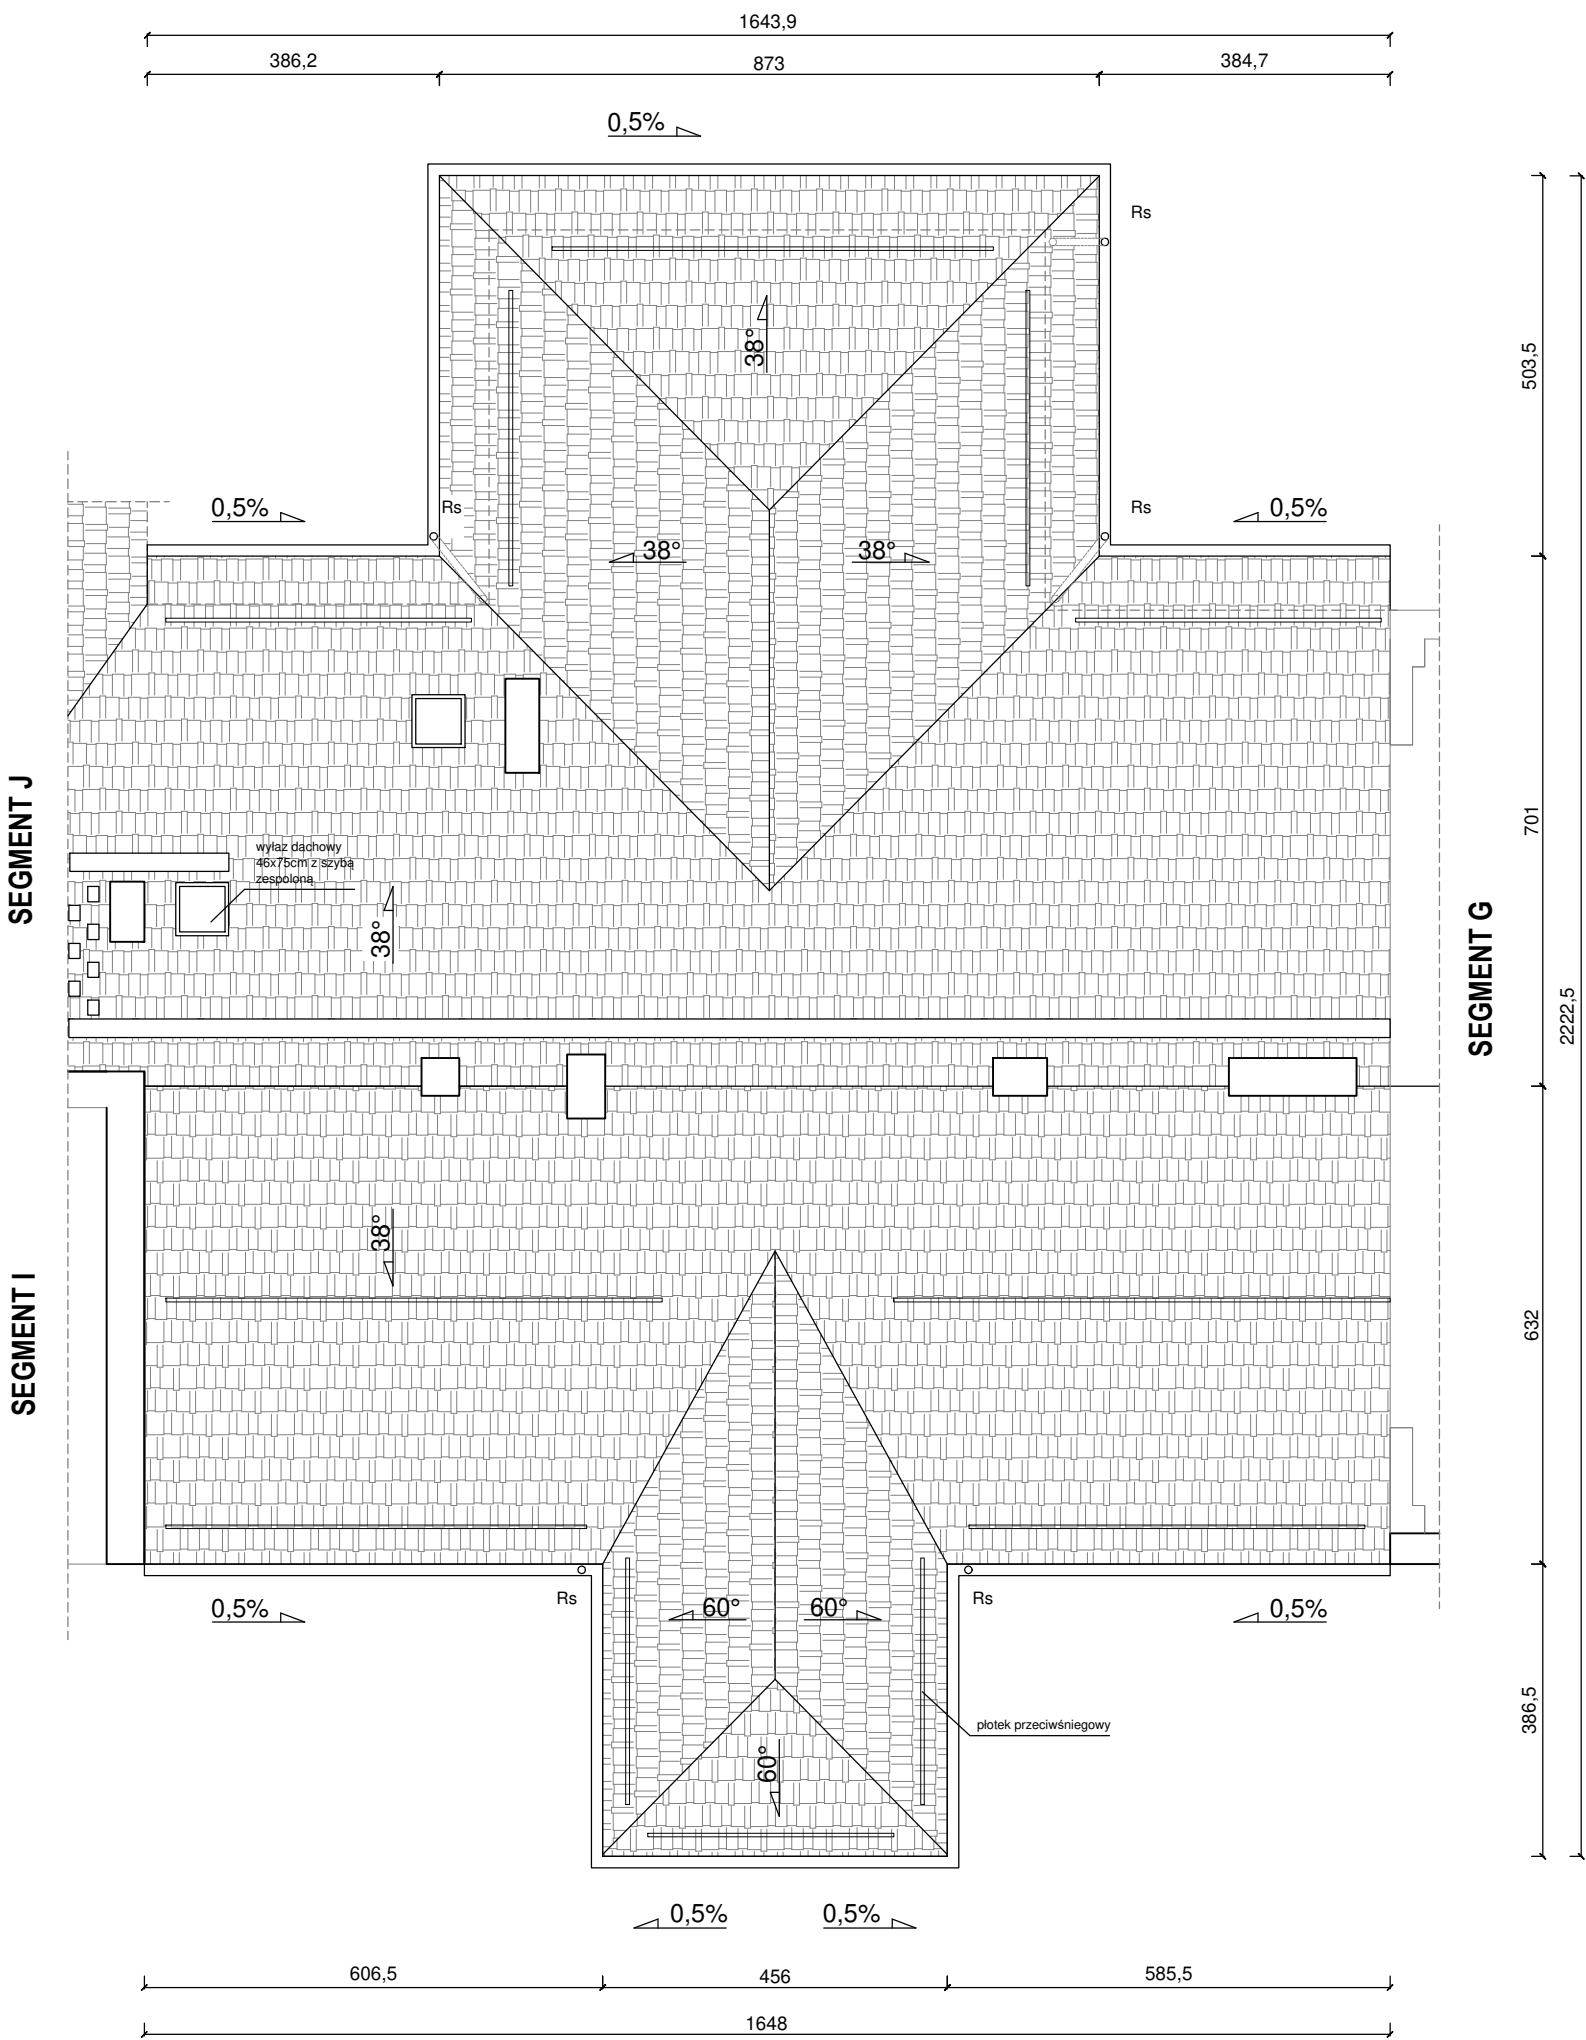 1643,9
386,2
873
384,7
0,5%
Rs
503,5
38°
0,5%
Rs
Rs
0,5%
38°
38°
SEGMENT J
701
wyłaz dachowy
46x75cm z szybą
zespoloną
38°
SEGMENT G
2222,5
38°
SEGMENT I
632
Rs
Rs
0,5%
60°
60°
0,5%
386,5
płotek przeciwśniegowy
60°
0,5%
0,5%
606,5
456
585,5
1648